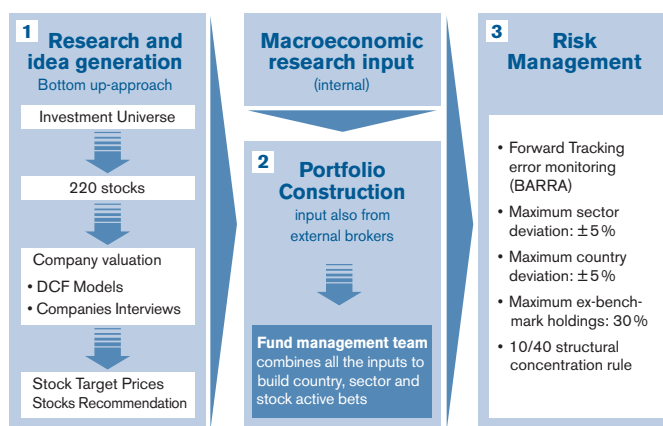 1
Research and
idea generation
Bottom up-approach
Investment Universe
220 stocks
Company valuation
• DCF Models
• Companies Interviews
Stock Target Prices
Stocks Recommendation
Macroeconomic
research input
(internal)
2
Portfolio
Construction
input also from
external brokers
Fund management team
combines all the inputs to
build country, sector and
stock active bets
3
Risk
Management
• Forward Tracking
error monitoring
(BARRA)
• Maximum sector
deviation: ±5 %
• Maximum country
deviation: ±5 %
• Maximum ex-bench-
mark holdings: 30 %
• 10/40 structural
concentration rule